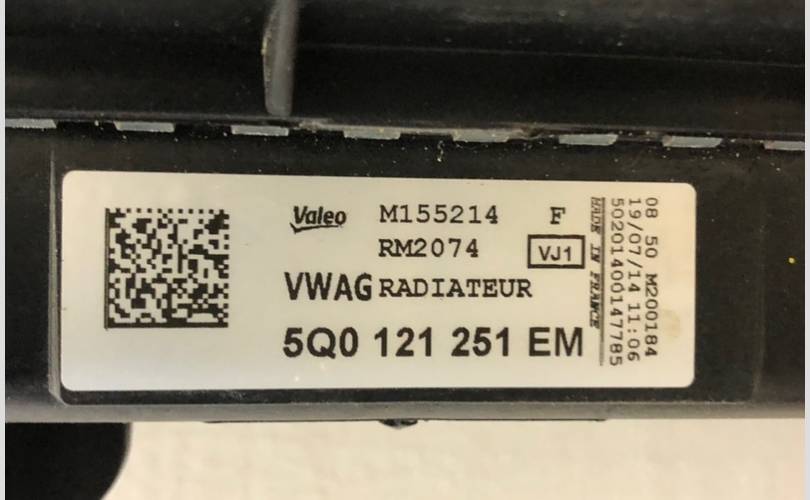 Valeo M155214 F
RM2074 VJ1
VWAG RADIATEUR
5Q0 121 251 EM
MADE IN FRANCE
08 50 M200184
19/07/14 11:06
50201400147785